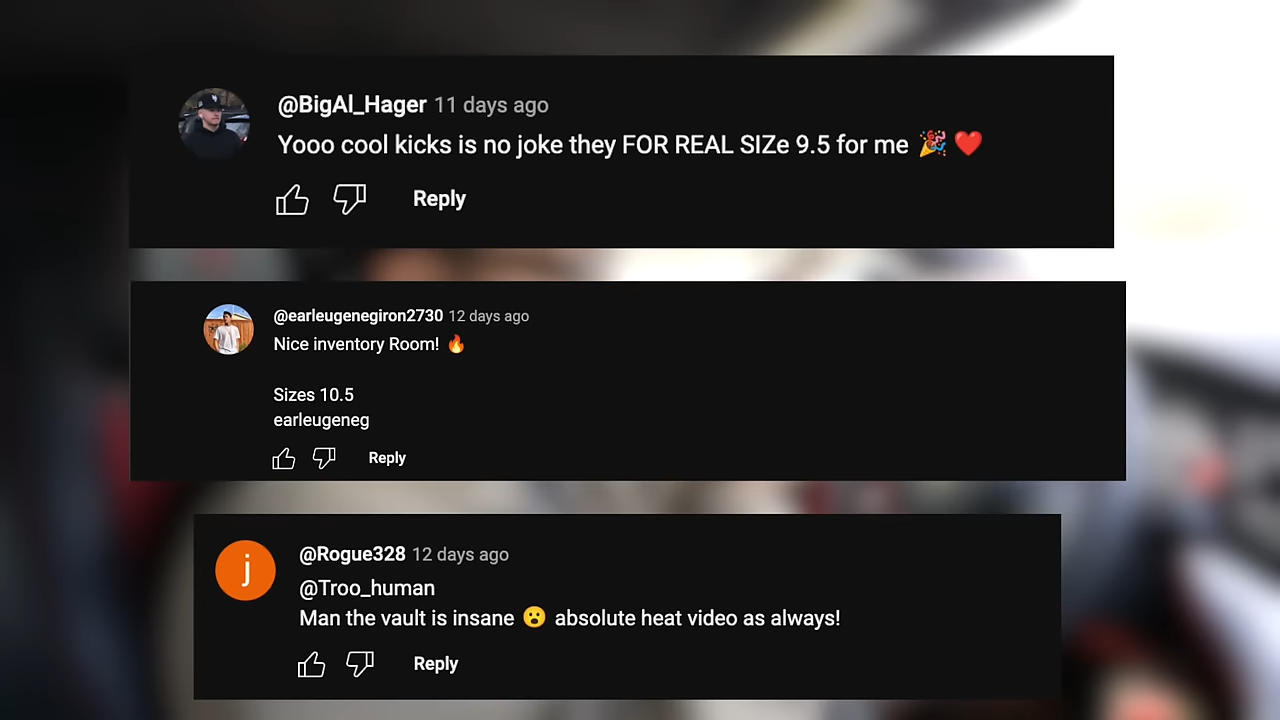 @BigAl_Hager 11 days ago
Yooo cool kicks is no joke they FOR REAL SIZe 9.5 for me 🎉 ❤️
Reply
@earleugenegiron2730 12 days ago
Nice inventory Room! 🔥
Sizes 10.5
earleugeneg
Reply
j
@Rogue328 12 days ago
@Troo_human
Man the vault is insane 😮 absolute heat video as always!
Reply